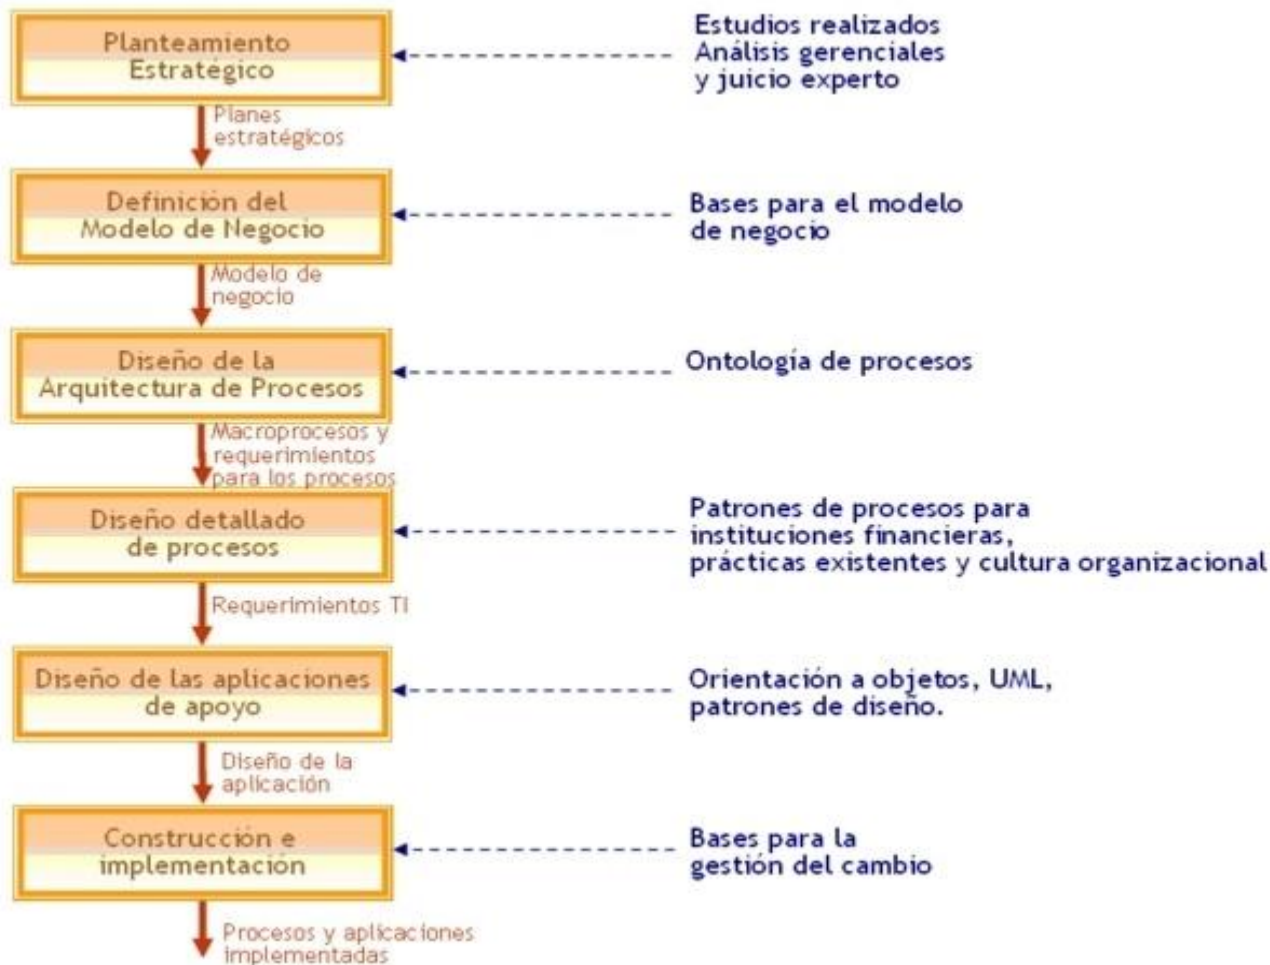 Planteamiento
Estratégico
Estudios realizados
Análisis gerenciales
y juicio experto
Planes
estratégicos
Definición del
Modelo de Negocio
Bases para el modelo
de negocio
Modelo de
negocio
Diseño de la
Arquitectura de Procesos
Ontología de procesos
Macroprocesos y
requerimientos
para los procesos
Diseño detallado
de procesos
Patrones de procesos para
instituciones financieras,
prácticas existentes y cultura organizacional
Requerimientos TI
Diseño de las aplicaciones
de apoyo
Orientación a objetos, UML,
patrones de diseño.
Diseño de la
aplicación
Construcción e
implementación
Bases para la
gestión del cambio
Procesos y aplicaciones
implementadas